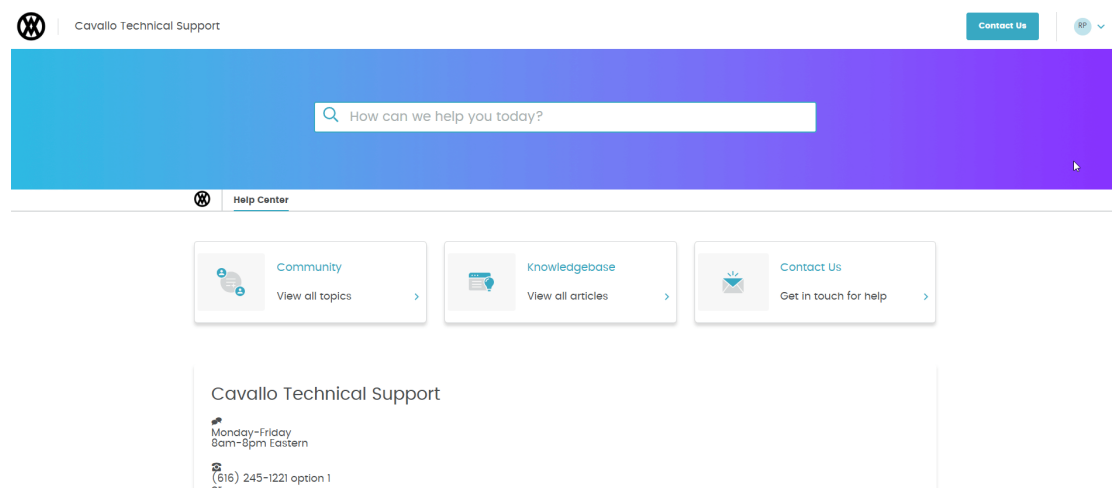 Cavallo Technical Support
Contact Us
RP
How can we help you today?
Help Center
Community
View all topics
Knowledgebase
View all articles
Contact Us
Get in touch for help
Cavallo Technical Support
Monday-Friday
8am-8pm Eastern
(616) 245-1221 option 1